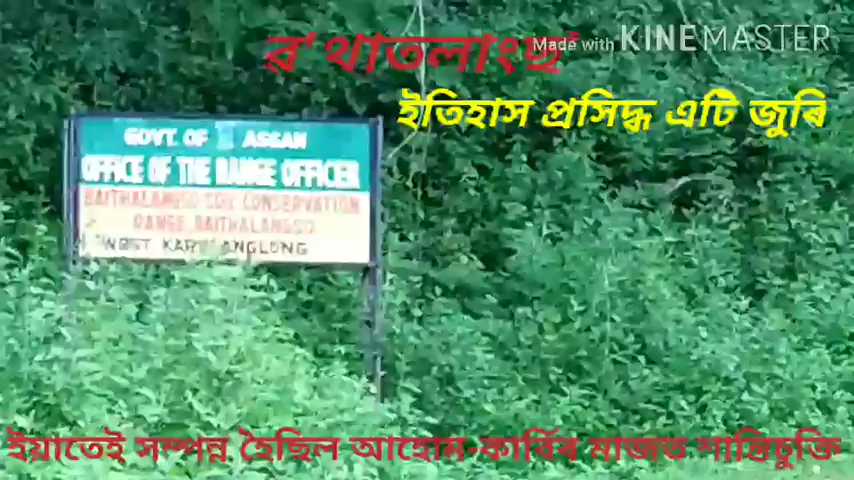 ৱ'থাতলাংছ'
Made with KINEMASTER
ইতিহাস প্ৰসিদ্ধ এটি জুৰি
GOVT. OF ASSAM
OFFICE OF THE RANGE OFFICER
BAITHALANGSO SOIL CONSERVATION
RANGE, BAITHALANGSO
WEST KARBI ANGLONG
ইয়াতেই সম্পন্ন হৈছিল আহোম-কাৰ্বিৰ মাজত শান্তিচুক্তি